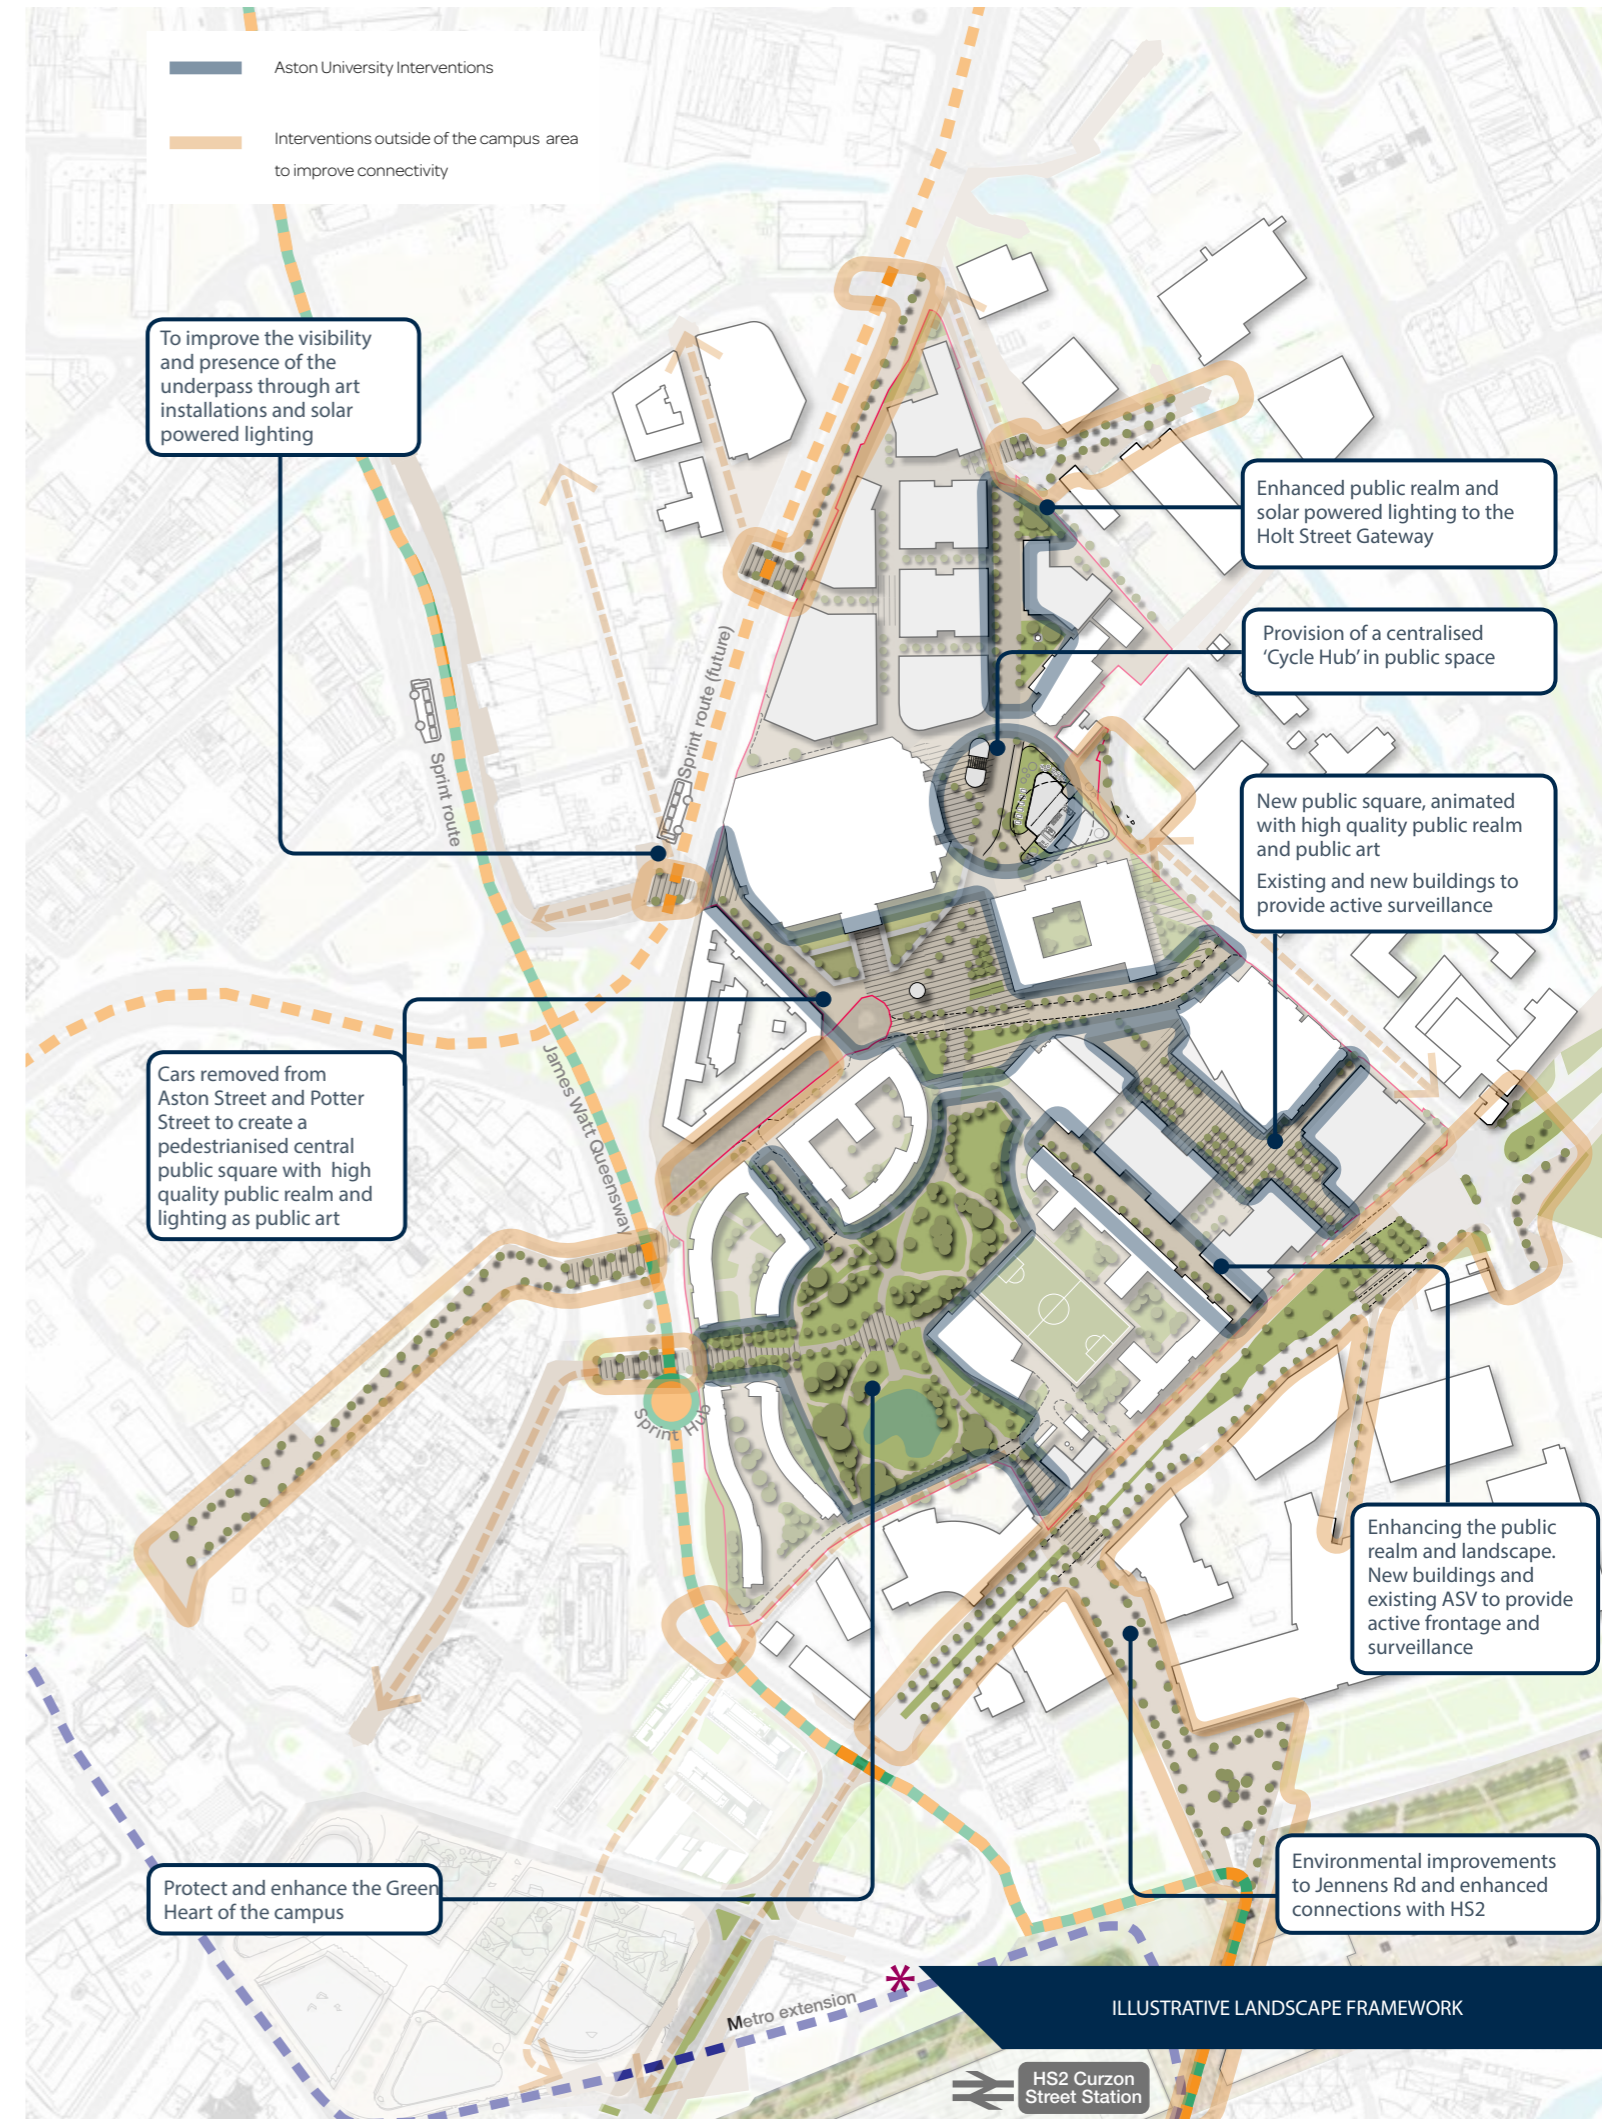 Aston University Interventions
Interventions outside of the campus area
to improve connectivity
To improve the visibility
and presence of the
underpass through art
installations and solar
powered lighting
Enhanced public realm and
solar powered lighting to the
Holt Street Gateway
Provision of a centralised
‘Cycle Hub’ in public space
Sprint route (future)
Sprint route
New public square, animated
with high quality public realm
and public art
Existing and new buildings to
provide active surveillance
Cars removed from
Aston Street and Potter
Street to create a
pedestrianised central
public square with high
quality public realm and
lighting as public art
James Watt Queensway
Sprint Hub
Enhancing the public
realm and landscape.
New buildings and
existing ASV to provide
active frontage and
surveillance
Protect and enhance the Green
Heart of the campus
Environmental improvements
to Jennens Rd and enhanced
connections with HS2
Metro extension
*
ILLUSTRATIVE LANDSCAPE FRAMEWORK
HS2 Curzon
Street Station